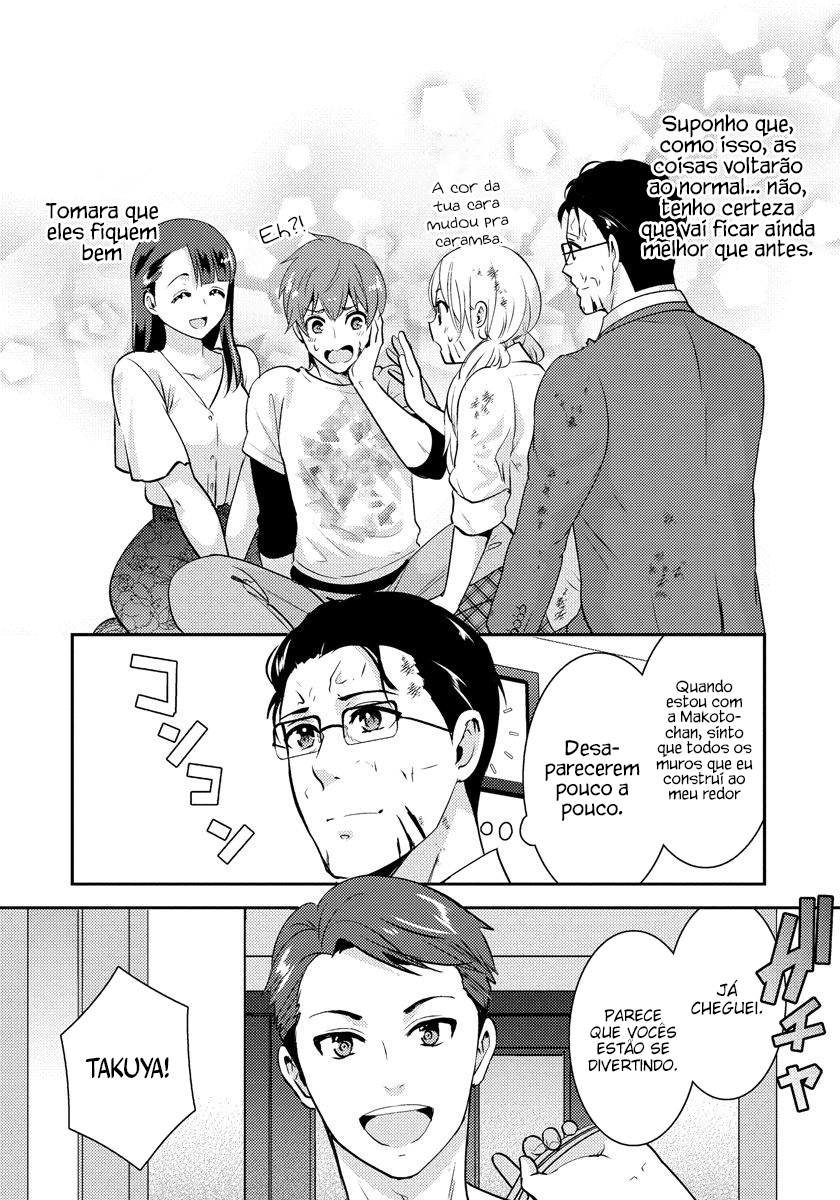 Suponho que,
como isso, as
coisas voltarão
ao normal... não,
tenho certeza
que vai ficar ainda
melhor que antes.
A cor da
tua cara
mudou pra
caramba.
Eh?!
Tomara que
eles fiquem
bem
Quando
estou com
a Makoto-
chan, sinto
que todos os
muros que eu
construí ao
meu redor
Desa-
parecerem
pouco a
pouco.
コンコン
ガチャ
JÁ
CHEGUEI.
PARECE
QUE VOCÊS
ESTÃO SE
DIVERTINDO.
TAKUYA!